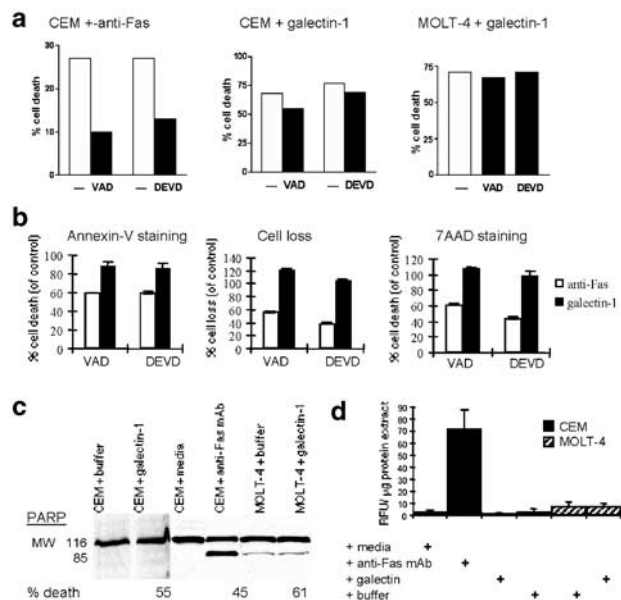 a
CEM +-anti-Fas
CEM + galectin-1
MOLT-4 + galectin-1
% cell death
30
20
10
0
— VAD — DEVD
% cell death
100
75
50
25
0
— VAD — DEVD
% cell death
100
75
50
25
0
— VAD DEVD
b
Annexin-V staining
Cell loss
7AAD staining
% cell death (of control)
100
80
60
40
20
0
VAD DEVD
% cell loss (of control)
140
120
100
80
60
40
20
0
VAD DEVD
% cell death (of control)
120
100
80
60
40
20
0
VAD DEVD
anti-Fas
galectin-1
c
CEM + buffer
CEM + galectin-1
CEM + media
CEM + anti-Fas mAb
MOLT-4 + buffer
MOLT-4 + galectin-1
PARP
MW 116
85
% death 55 45 61
d
RFU/ µg protein extract
90
80
70
60
50
40
30
20
10
0
CEM
MOLT-4
+ media +
+ anti-Fas mAb +
+ galectin + +
+ buffer + +